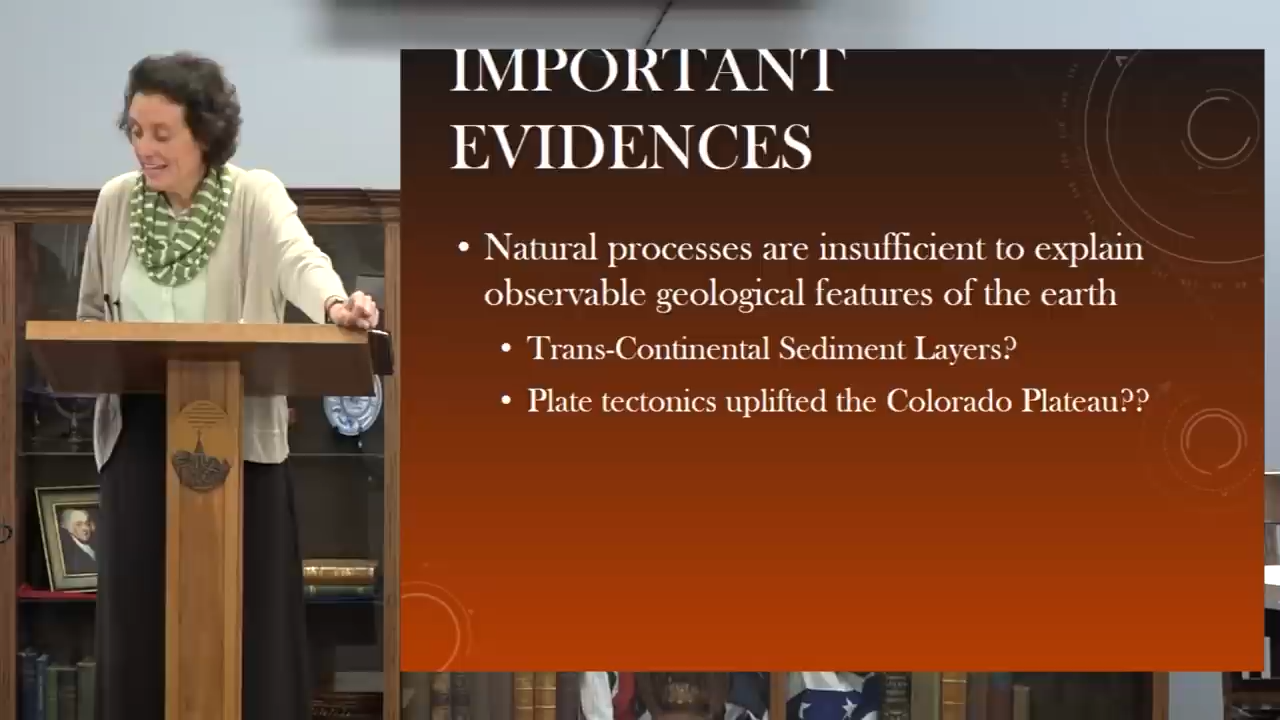 IMPORTANT
EVIDENCES
• Natural processes are insufficient to explain
observable geological features of the earth
• Trans-Continental Sediment Layers?
• Plate tectonics uplifted the Colorado Plateau??